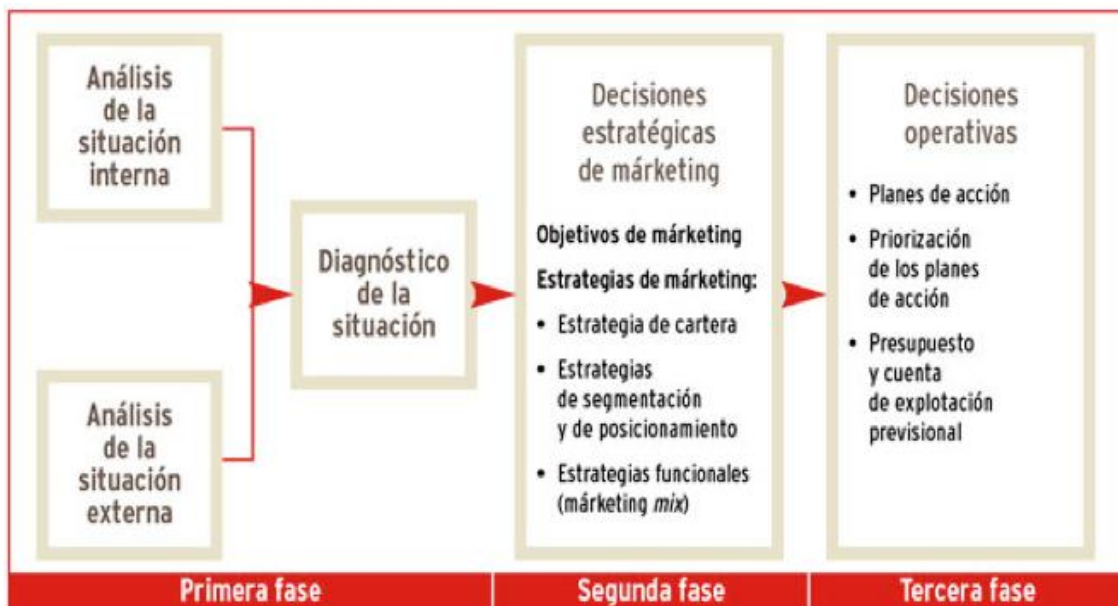 Análisis
de la
situación
interna
Análisis
de la
situación
externa
Diagnóstico
de la
situación
Decisiones
estratégicas
de márketing
Objetivos de márketing
Estrategias de márketing:
• Estrategia de cartera
• Estrategias
de segmentación
y de posicionamiento
• Estrategias funcionales
(márketing mix)
Decisiones
operativas
• Planes de acción
• Priorización
de los planes
de acción
• Presupuesto
y cuenta
de explotación
previsional
Primera fase
Segunda fase
Tercera fase